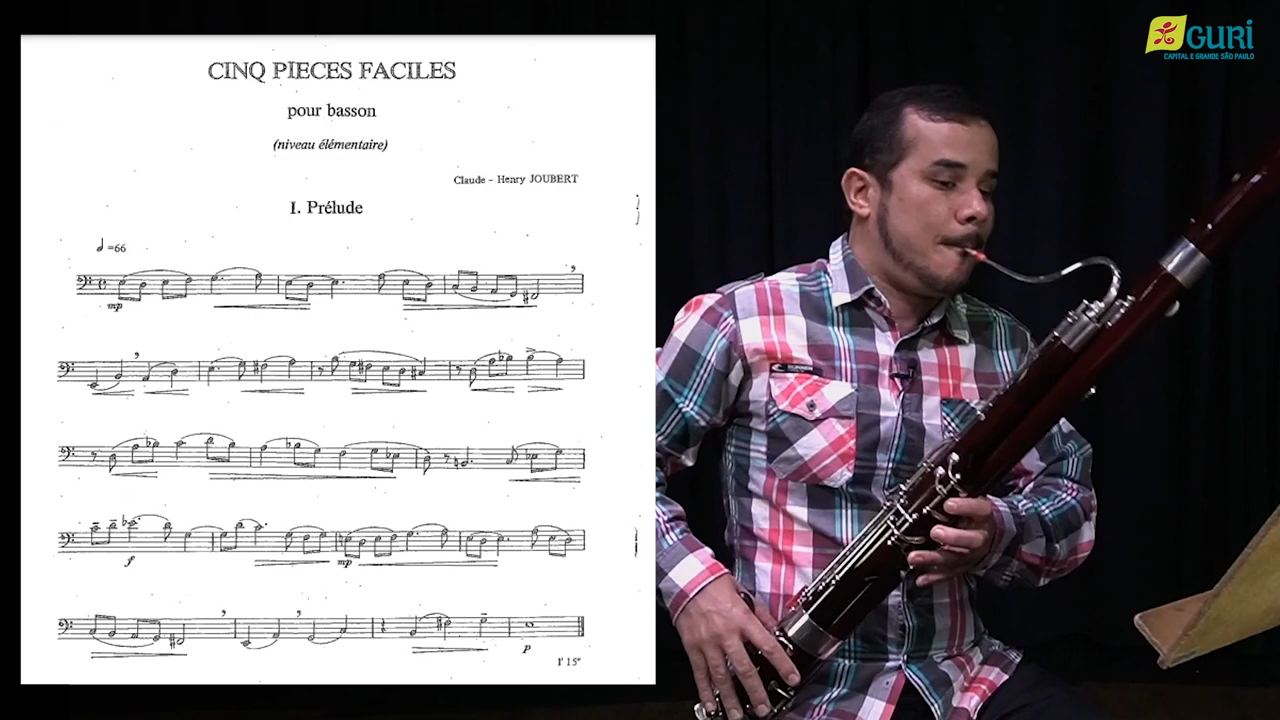 CINQ PIECES FACILES
pour basson
(niveau élémentaire)
Claude - Henry JOUBERT
I. Prélude
=66
mp
f
mp
p
1' 15"
GURI
CAPITAL E GRANDE SÃO PAULO